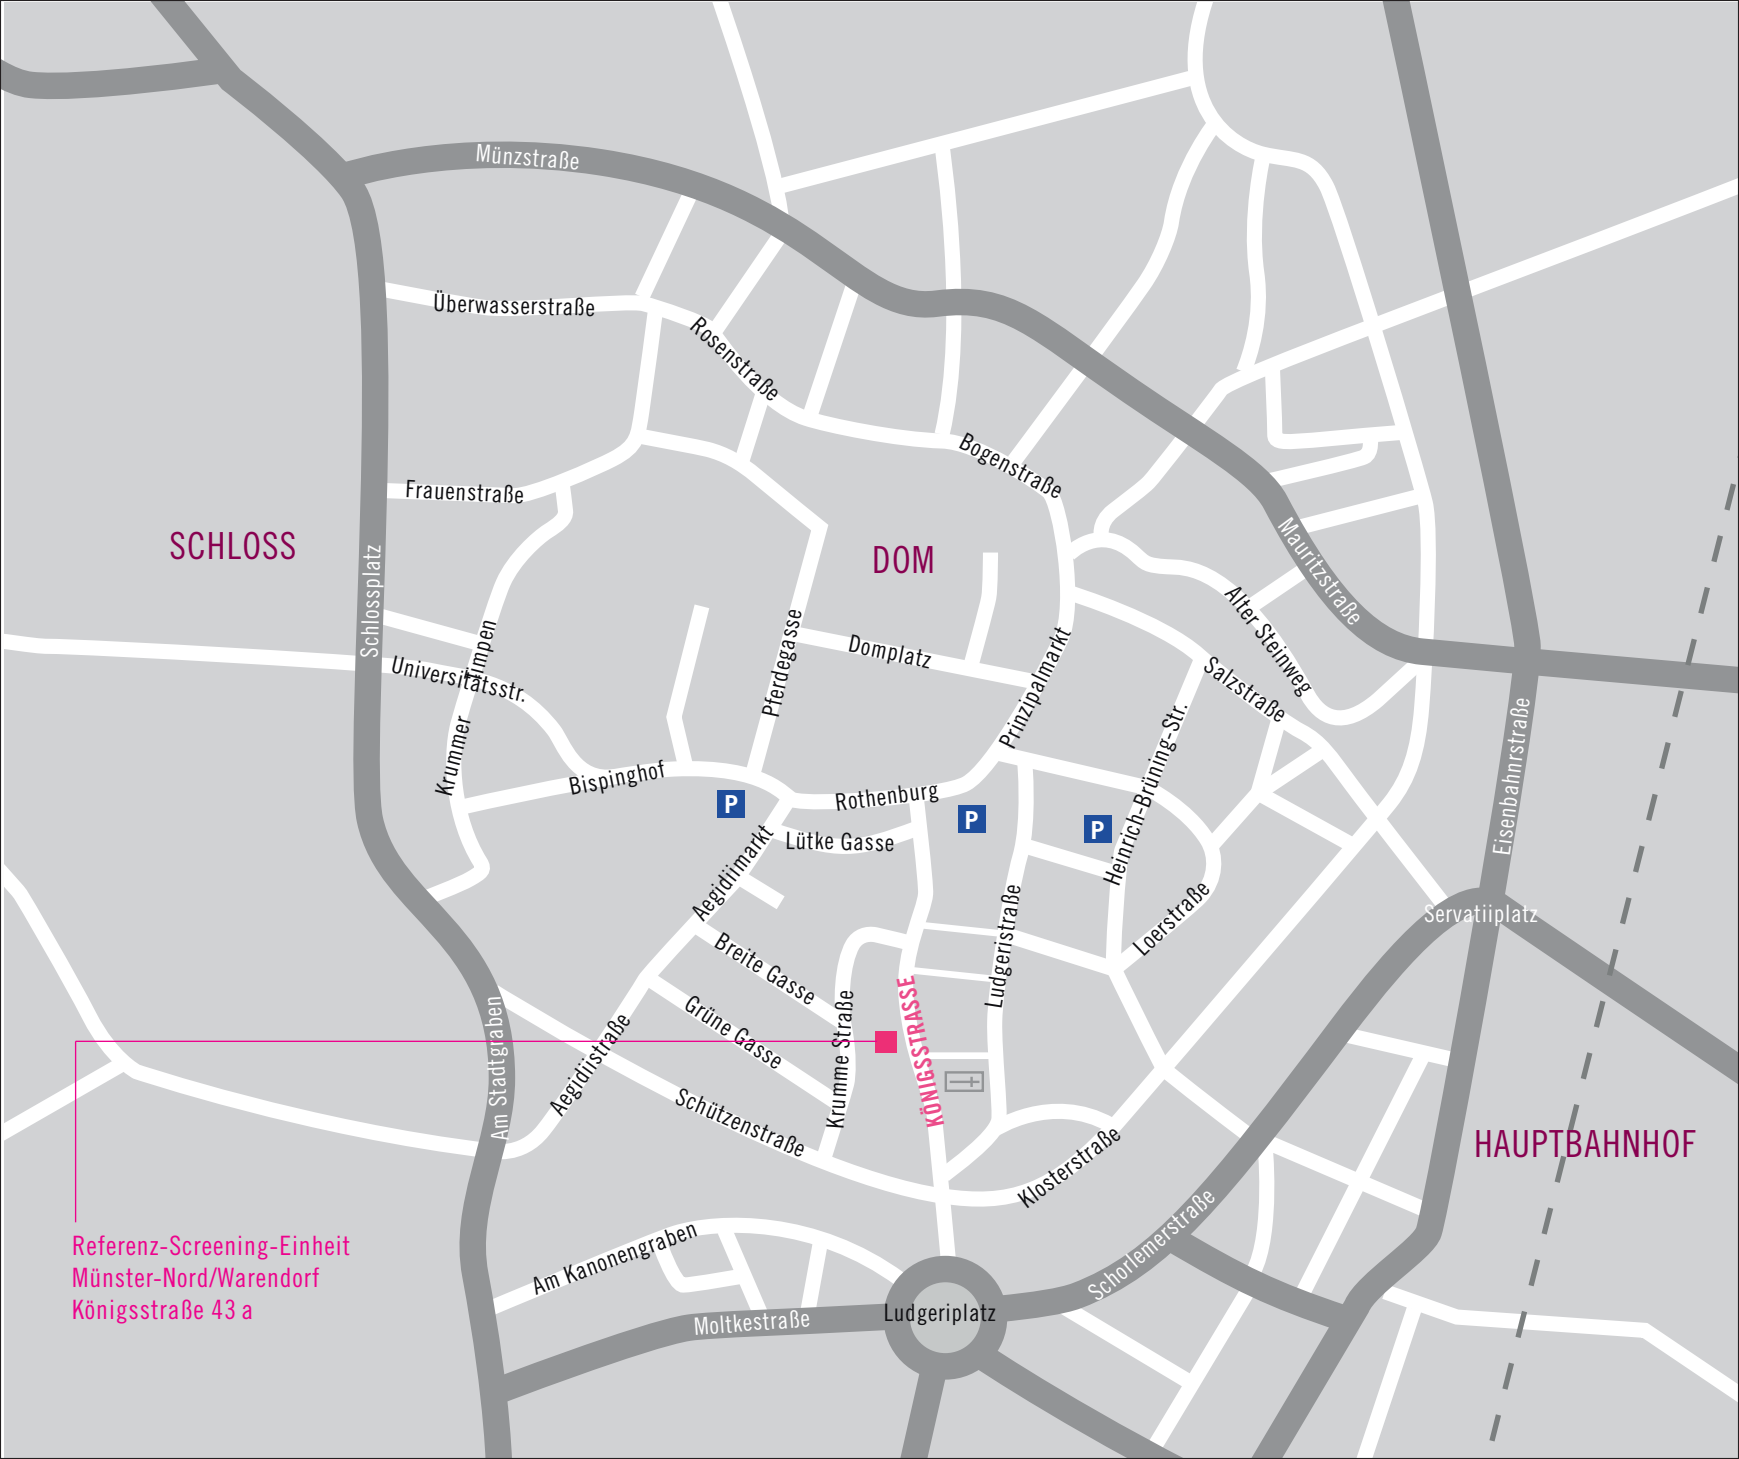 Münzstraße
Überwasserstraße
Rosenstraße
Bogenstraße
Frauenstraße
SCHLOSS
DOM
Mauritzstraße
Schlossplatz
Alter Steinweg
Timpen
Universitätsstr.
Pferdegasse
Domplatz
Prinzipalmarkt
Salzstraße
Krummer
Bispinghof
Heinrich-Brüning-Str.
Eisenbahnrstraße
P
Rothenburg
P
P
Lütke Gasse
Aegidiimarkt
Loerstraße
Servatiiplatz
Breite Gasse
Ludgeristraße
Grüne Gasse
Krumme Straße
KÖNIGSSTRASSE
Am Stadtgraben
Aegidiistraße
Schützenstraße
Klosterstraße
HAUPTBAHNHOF
Schorlemerstraße
Am Kanonengraben
Referenz-Screening-Einheit
Münster-Nord/Warendorf
Königsstraße 43 a
Moltkestraße
Ludgeriplatz